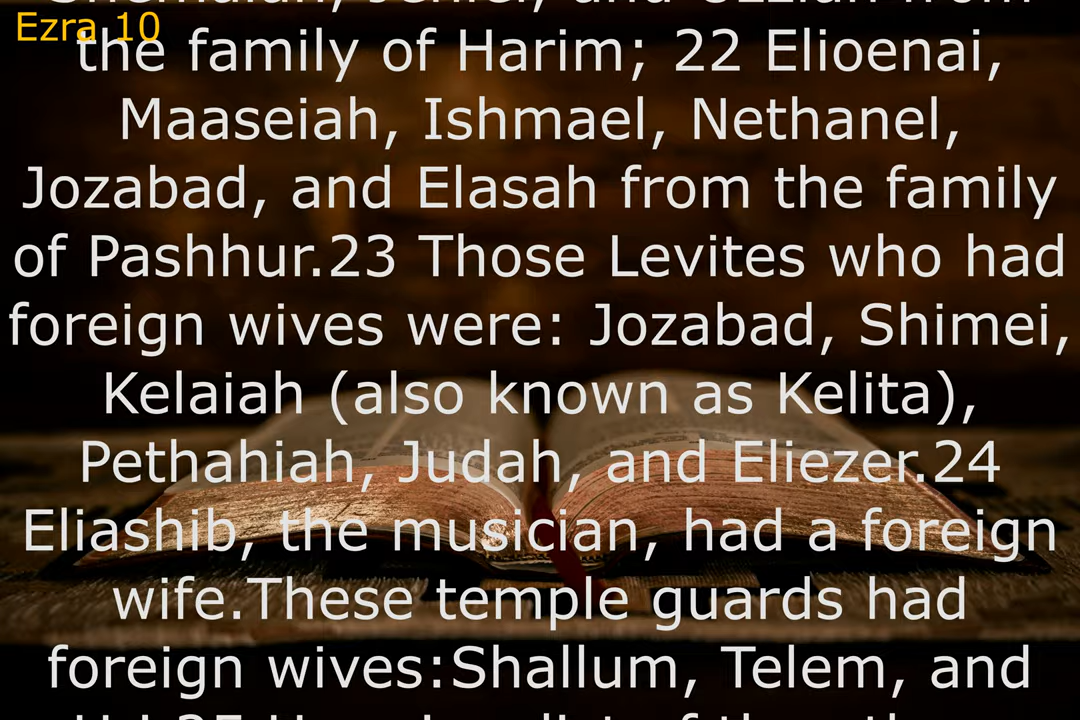 Ezra 10
the family of Harim; 22 Elioenai,
Maaseiah, Ishmael, Nethanel,
Jozabad, and Elasah from the family
of Pashhur.23 Those Levites who had
foreign wives were: Jozabad, Shimei,
Kelaiah (also known as Kelita),
Pethahiah, Judah, and Eliezer.24
Eliashib, the musician, had a foreign
wife.These temple guards had
foreign wives:Shallum, Telem, and